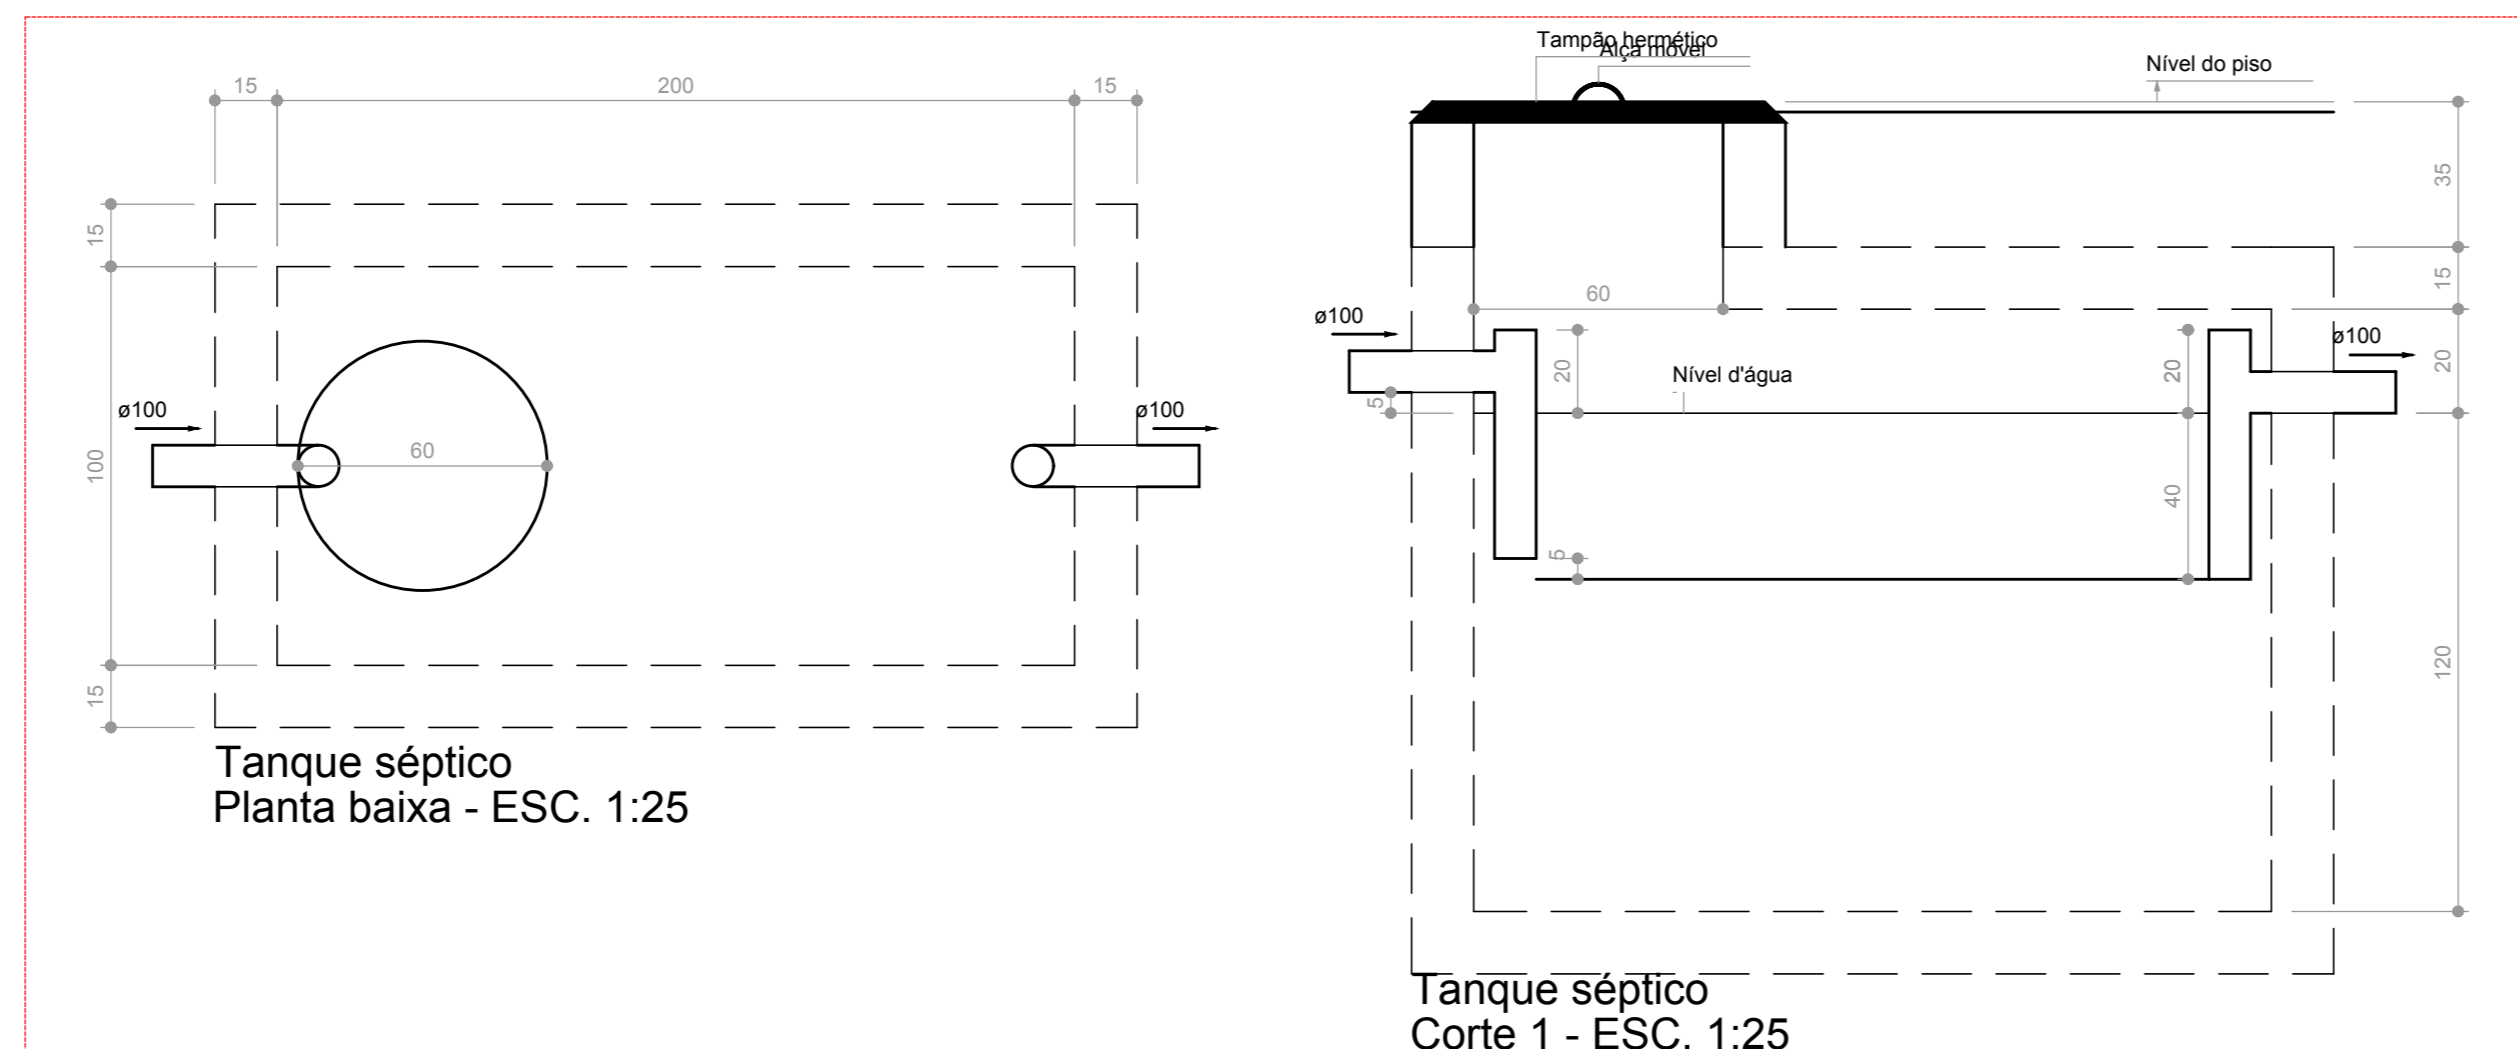 15
200
15
15
100
15
ø100
60
ø100
Tanque séptico
Planta baixa - ESC. 1:25
Tampão hermético
Alça móvel
Nível do piso
35
15
60
ø100
20
Nível d'água
5
20
ø100
20
40
5
120
Tanque séptico
Corte 1 - ESC. 1:25